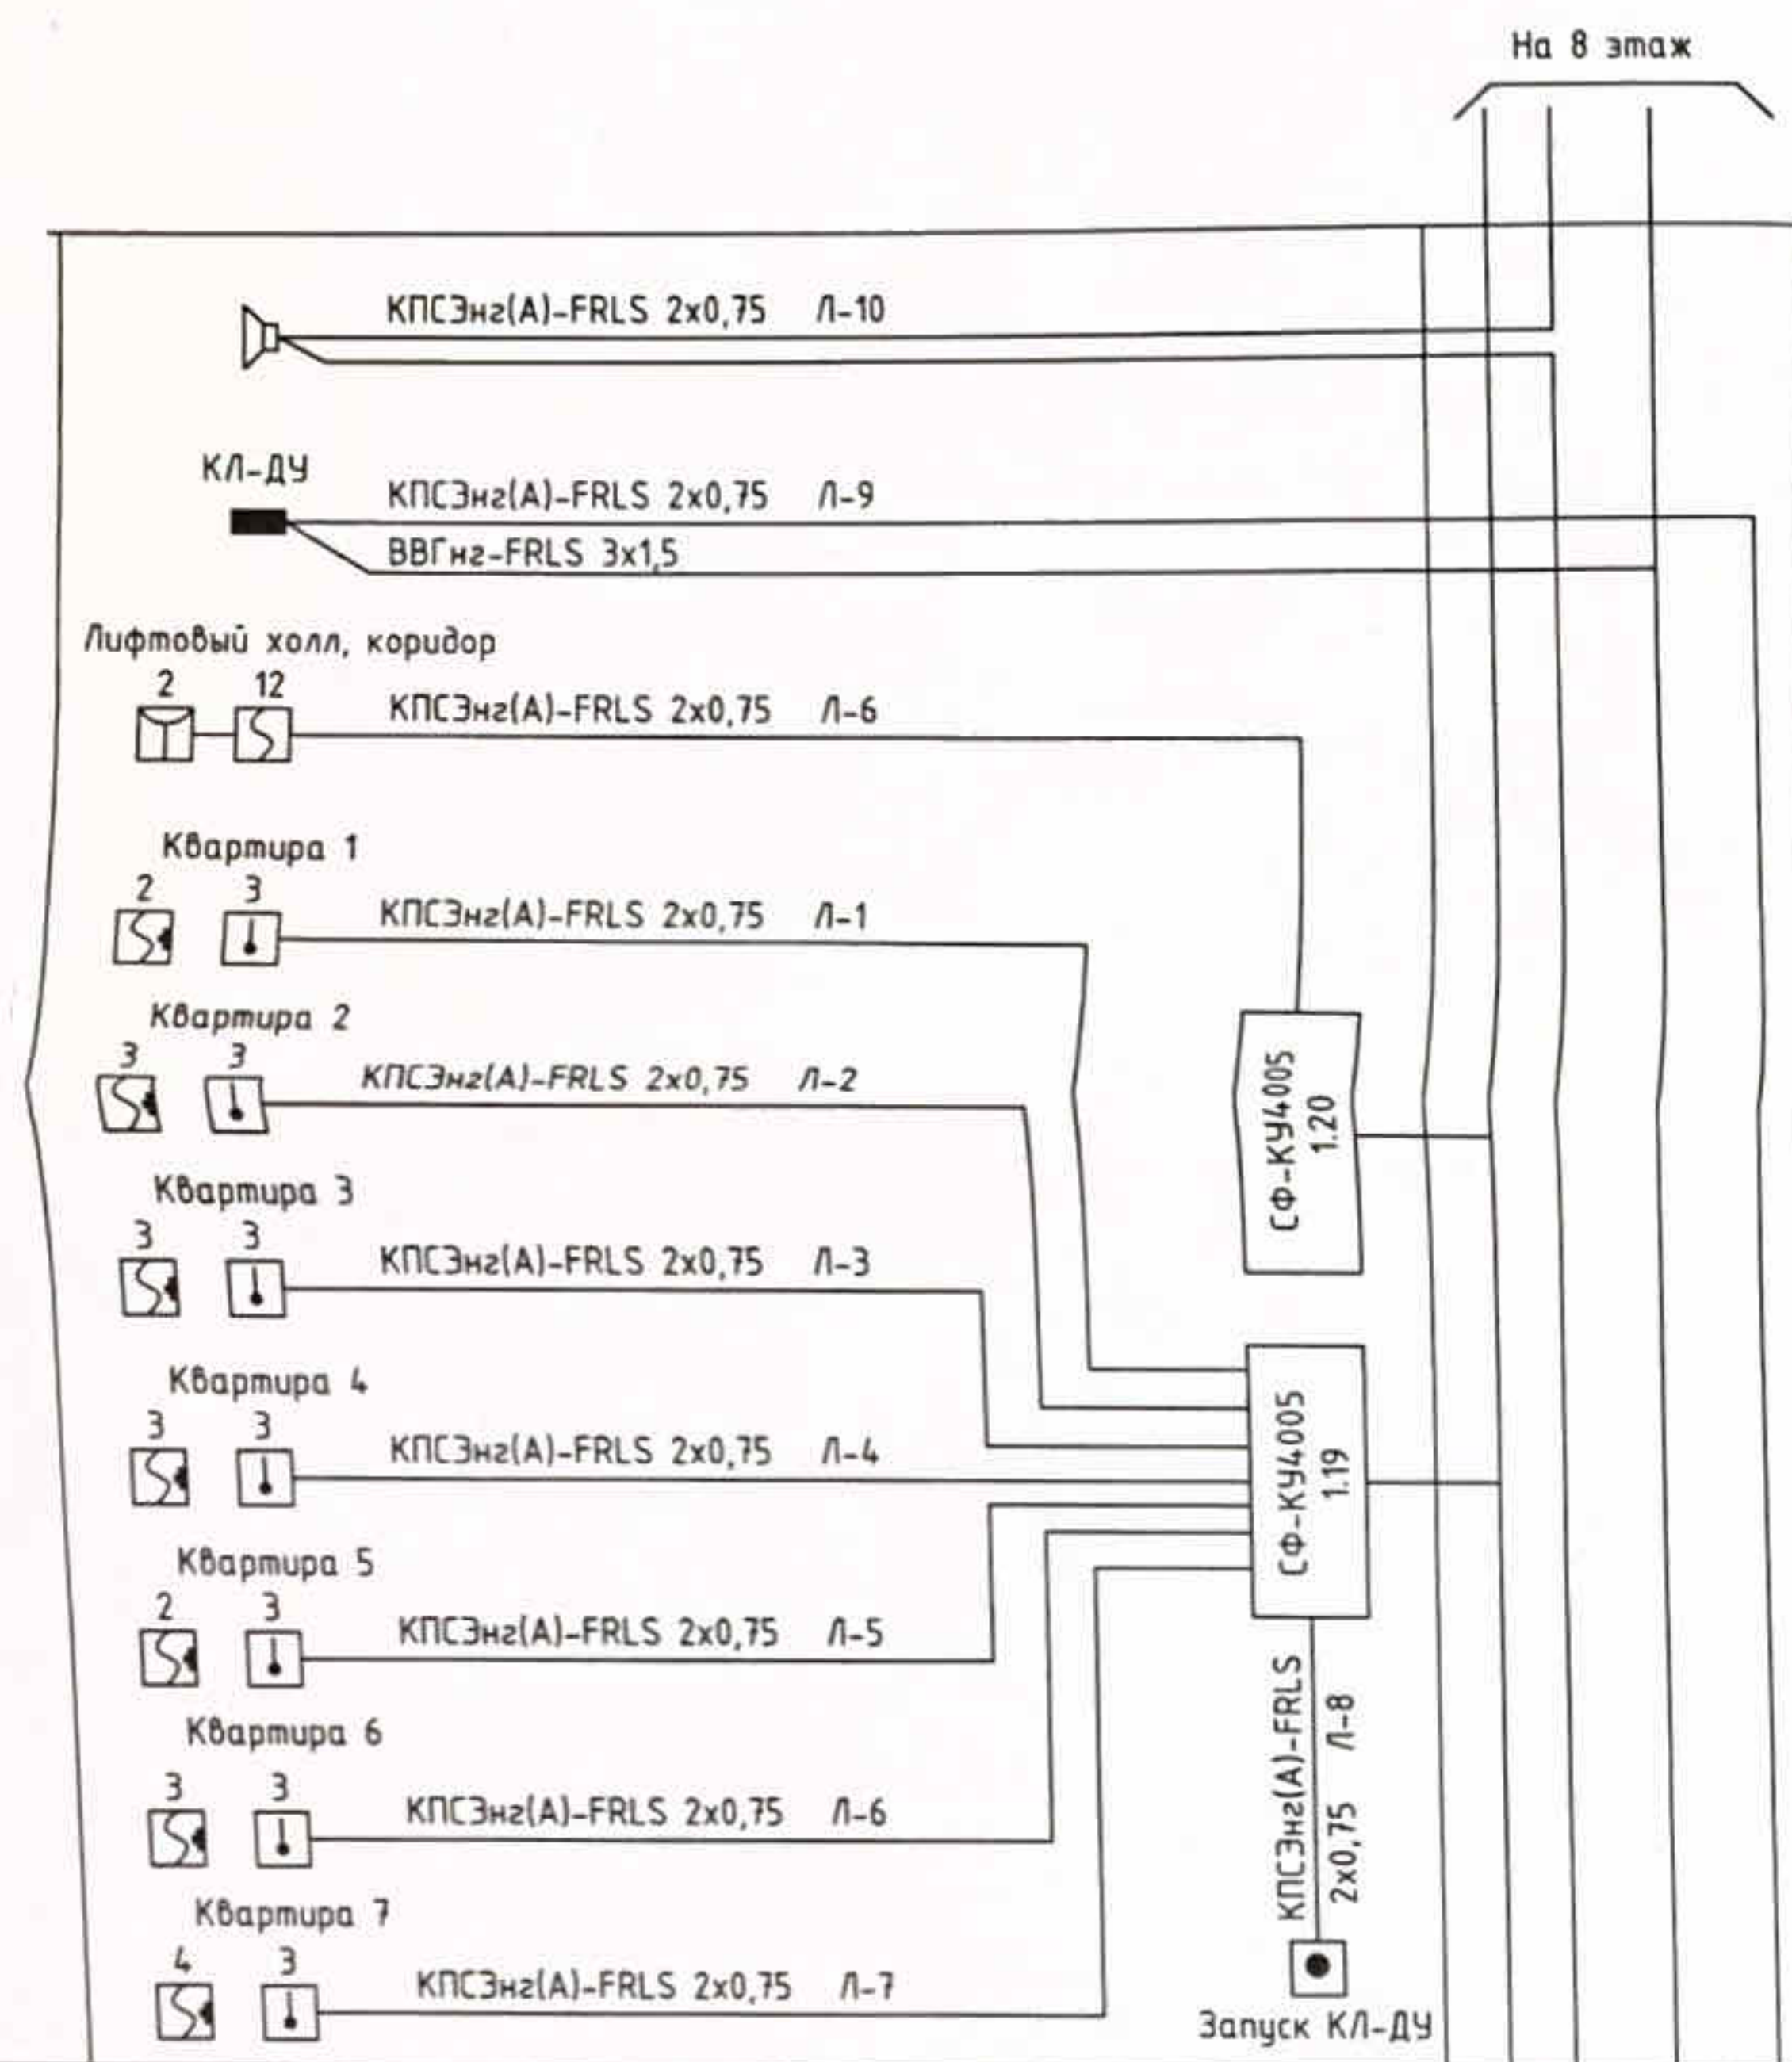 На 8 этаж
КПСЭнг(А)-FRLS 2х0,75 Л-10
КЛ-ДУ
КПСЭнг(А)-FRLS 2х0,75 Л-9
ВВГнг-FRLS 3х1,5
Лифтовый холл, коридор
2 12
КПСЭнг(А)-FRLS 2х0,75 Л-6
Квартира 1
2 3
КПСЭнг(А)-FRLS 2х0,75 Л-1
Квартира 2
3 3
КПСЭнг(А)-FRLS 2х0,75 Л-2
СФ-КУ4005
1.20
Квартира 3
3 3
КПСЭнг(А)-FRLS 2х0,75 Л-3
Квартира 4
3 3
КПСЭнг(А)-FRLS 2х0,75 Л-4
СФ-КУ4005
1.19
Квартира 5
2 3
КПСЭнг(А)-FRLS 2х0,75 Л-5
Квартира 6
3 3
КПСЭнг(А)-FRLS 2х0,75 Л-6
КПСЭнг(А)-FRLS
2х0,75 Л-8
Квартира 7
4 3
КПСЭнг(А)-FRLS 2х0,75 Л-7
Запуск КЛ-ДУ